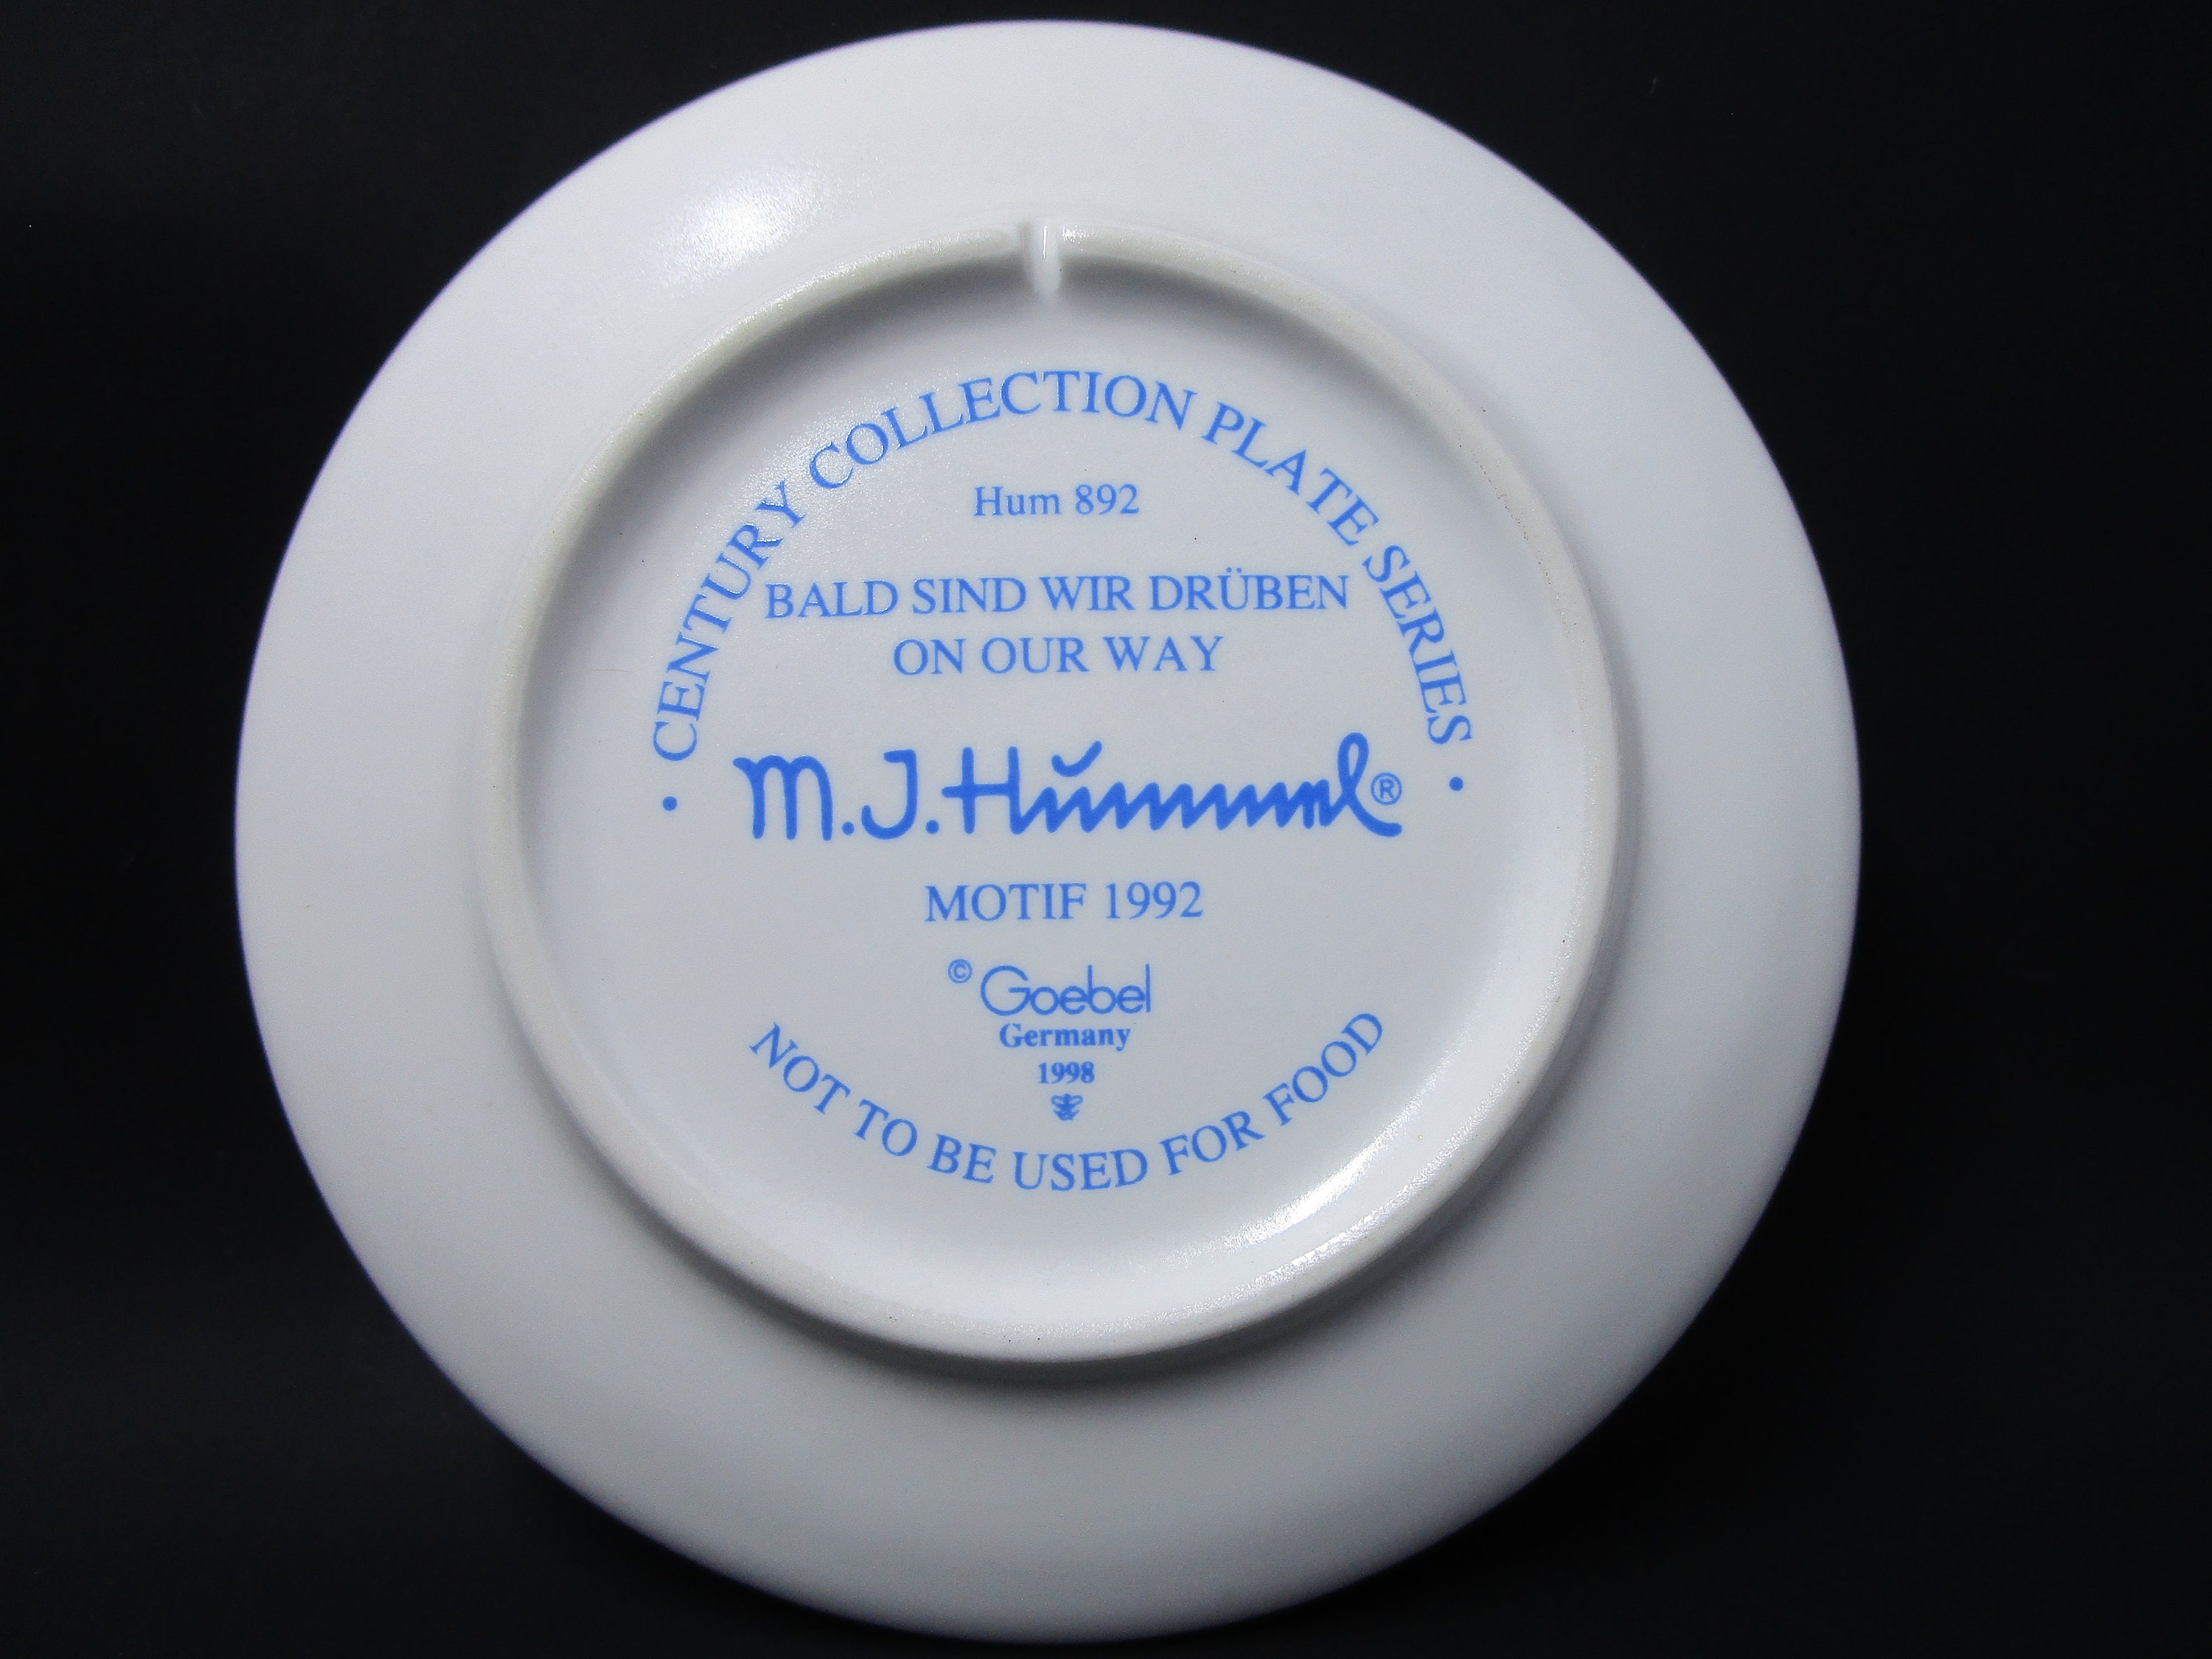 CENTURY COLLECTION PLATE SERIES
Hum 892
BALD SIND WIR DRÜBEN
ON OUR WAY
M.J.Hummel®
MOTIF 1992
© Goebel
Germany
1998
NOT TO BE USED FOR FOOD